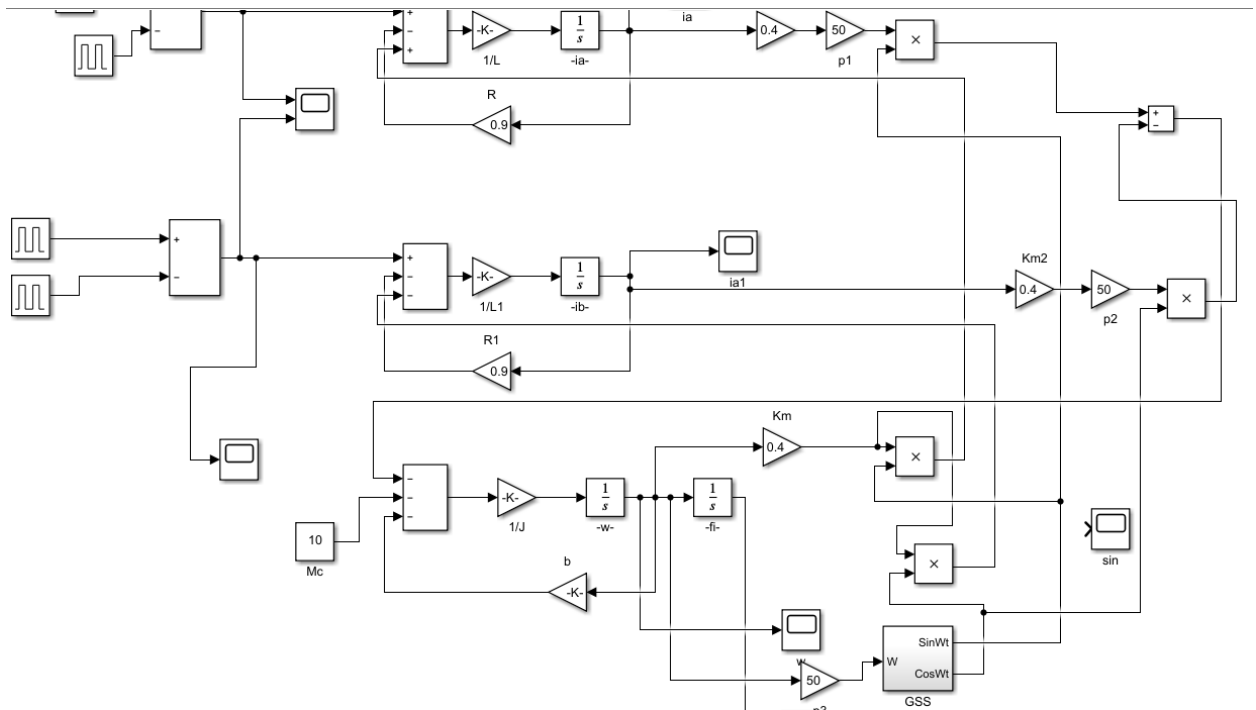 ia
-K-
1
s
0.4
50
×
1/L
-ia-
p1
R
0.9
-K-
1
s
ia1
Km2
0.4
50
×
1/L1
-ib-
p2
R1
0.9
Km
0.4
×
-K-
1
s
1
s
10
Mc
1/J
-w-
-fi-
b
-K-
×
sin
SinWt
W
CosWt
50
GSS